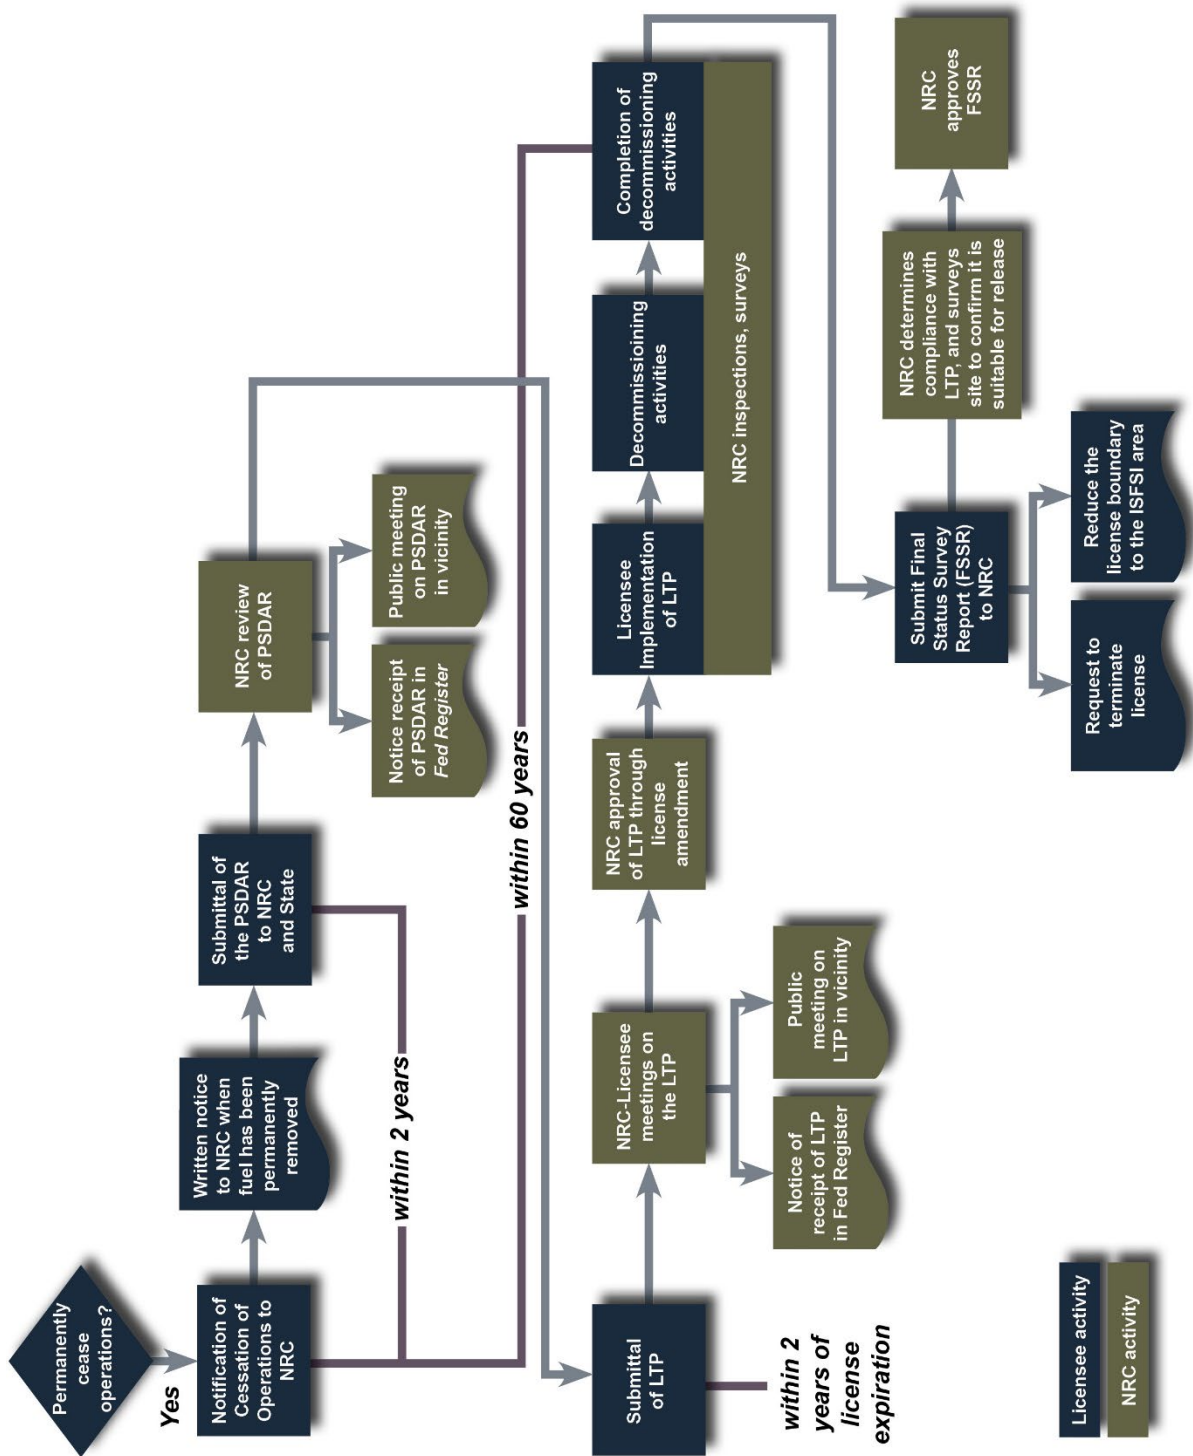 Permanently
cease
operations?
Yes
Notification of
Cessation of
Operations to
NRC
Written notice
to NRC when
fuel has been
permanently
removed
Submittal of
the PSDAR
to NRC
and State
NRC review
of PSDAR
Notice receipt
of PSDAR in
Fed Register
Public meeting
on PSDAR
in vicinity
within 2 years
within 60 years
Submittal
of LTP
within 2
years of
license
expiration
NRC-Licensee
meetings on
the LTP
Notice of
receipt of LTP
in Fed Register
Public
meeting on
LTP in vicinity
NRC approval
of LTP through
license
amendment
Licensee
Implementation
of LTP
Decommissioining
activities
Completion of
decommissioning
activities
NRC inspections, surveys
Submit Final
Status Survey
Report (FSSR)
to NRC
Request to
terminate
license
Reduce the
license boundary
to the ISFSI area
NRC determines
compliance with
LTP, and surveys
site to confirm it is
suitable for release
NRC
approves
FSSR
Licensee activity
NRC activity